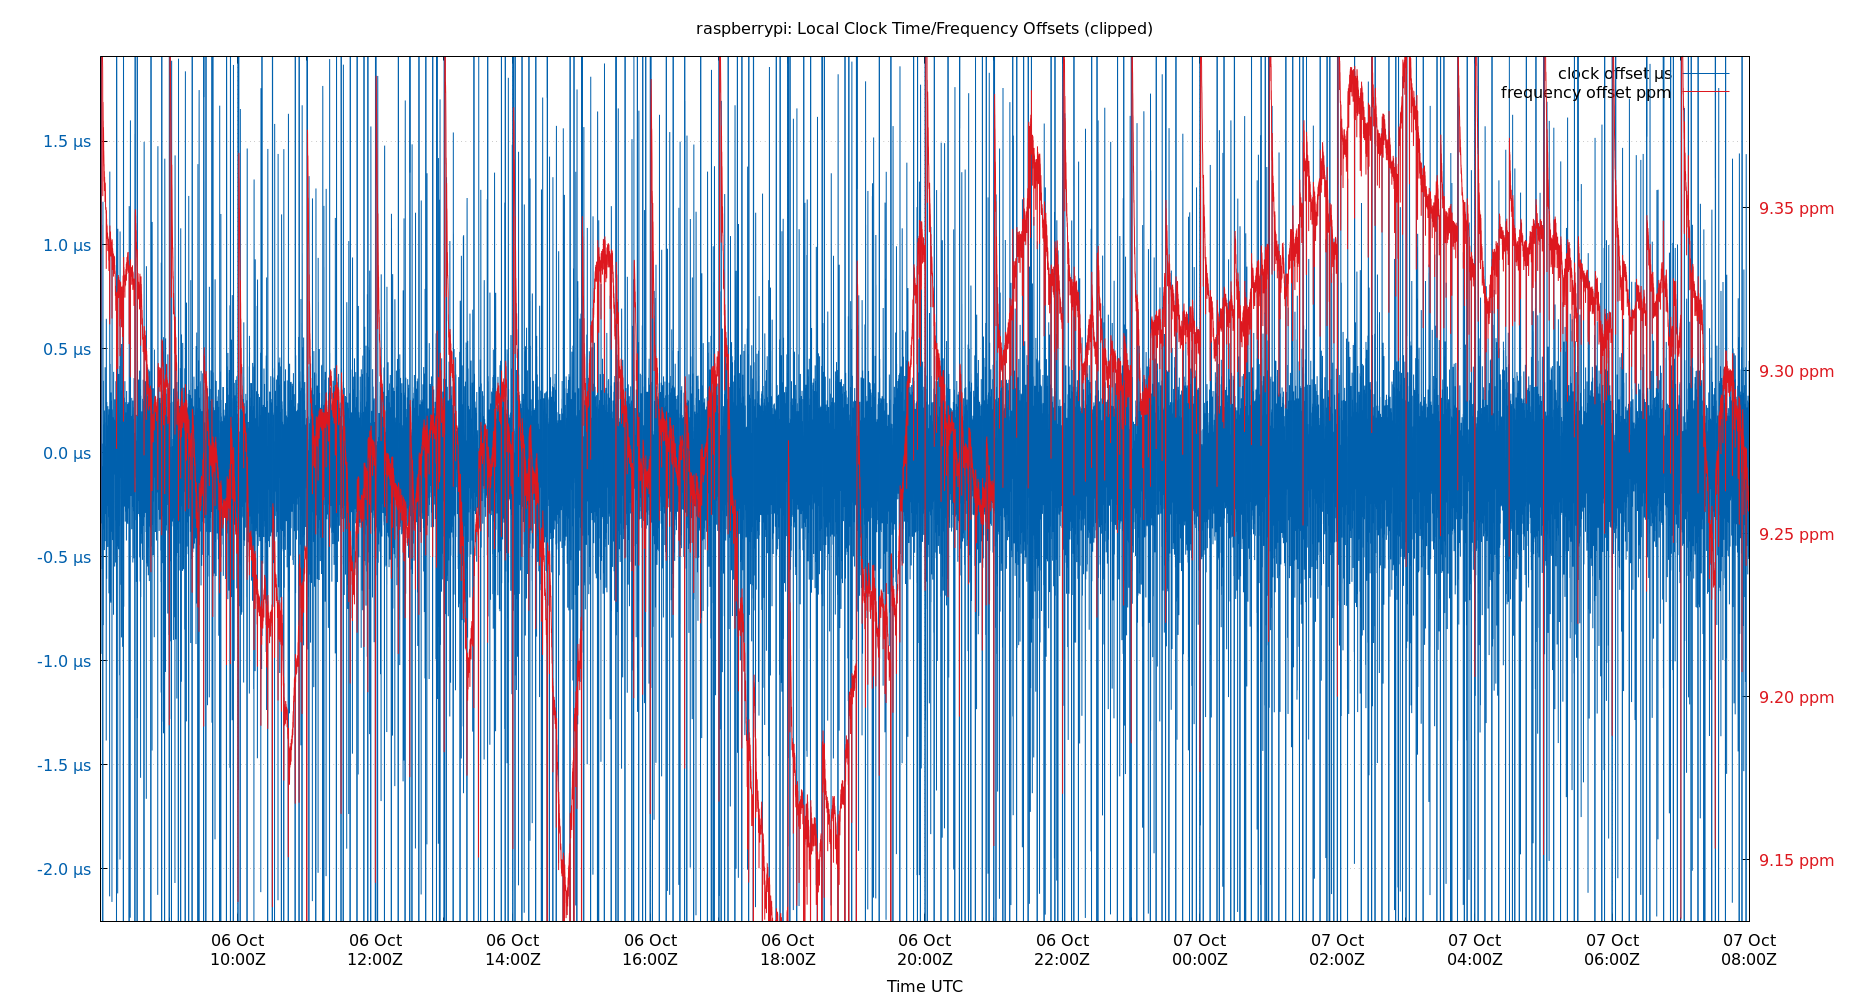 raspberrypi: Local Clock Time/Frequency Offsets (clipped)
clock offset µs
frequency offset ppm
1.5 µs
1.0 µs
0.5 µs
0.0 µs
-0.5 µs
-1.0 µs
-1.5 µs
-2.0 µs
9.35 ppm
9.30 ppm
9.25 ppm
9.20 ppm
9.15 ppm
06 Oct 06 Oct 06 Oct 06 Oct 06 Oct 06 Oct 06 Oct 07 Oct 07 Oct 07 Oct 07 Oct 07 Oct
10:00Z 12:00Z 14:00Z 16:00Z 18:00Z 20:00Z 22:00Z 00:00Z 02:00Z 04:00Z 06:00Z 08:00Z
Time UTC